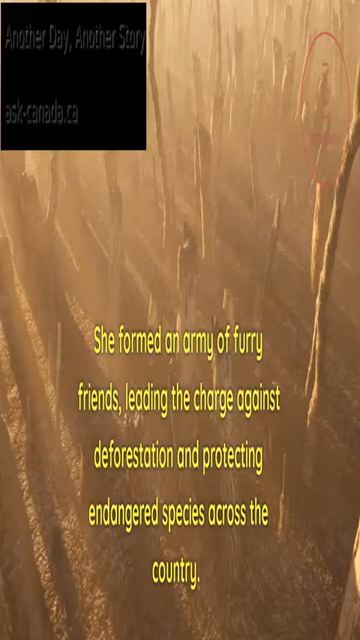 Another Day, Another Story
ask-canada.ca
She formed an army of furry
friends, leading the charge against
deforestation and protecting
endangered species across the
country.